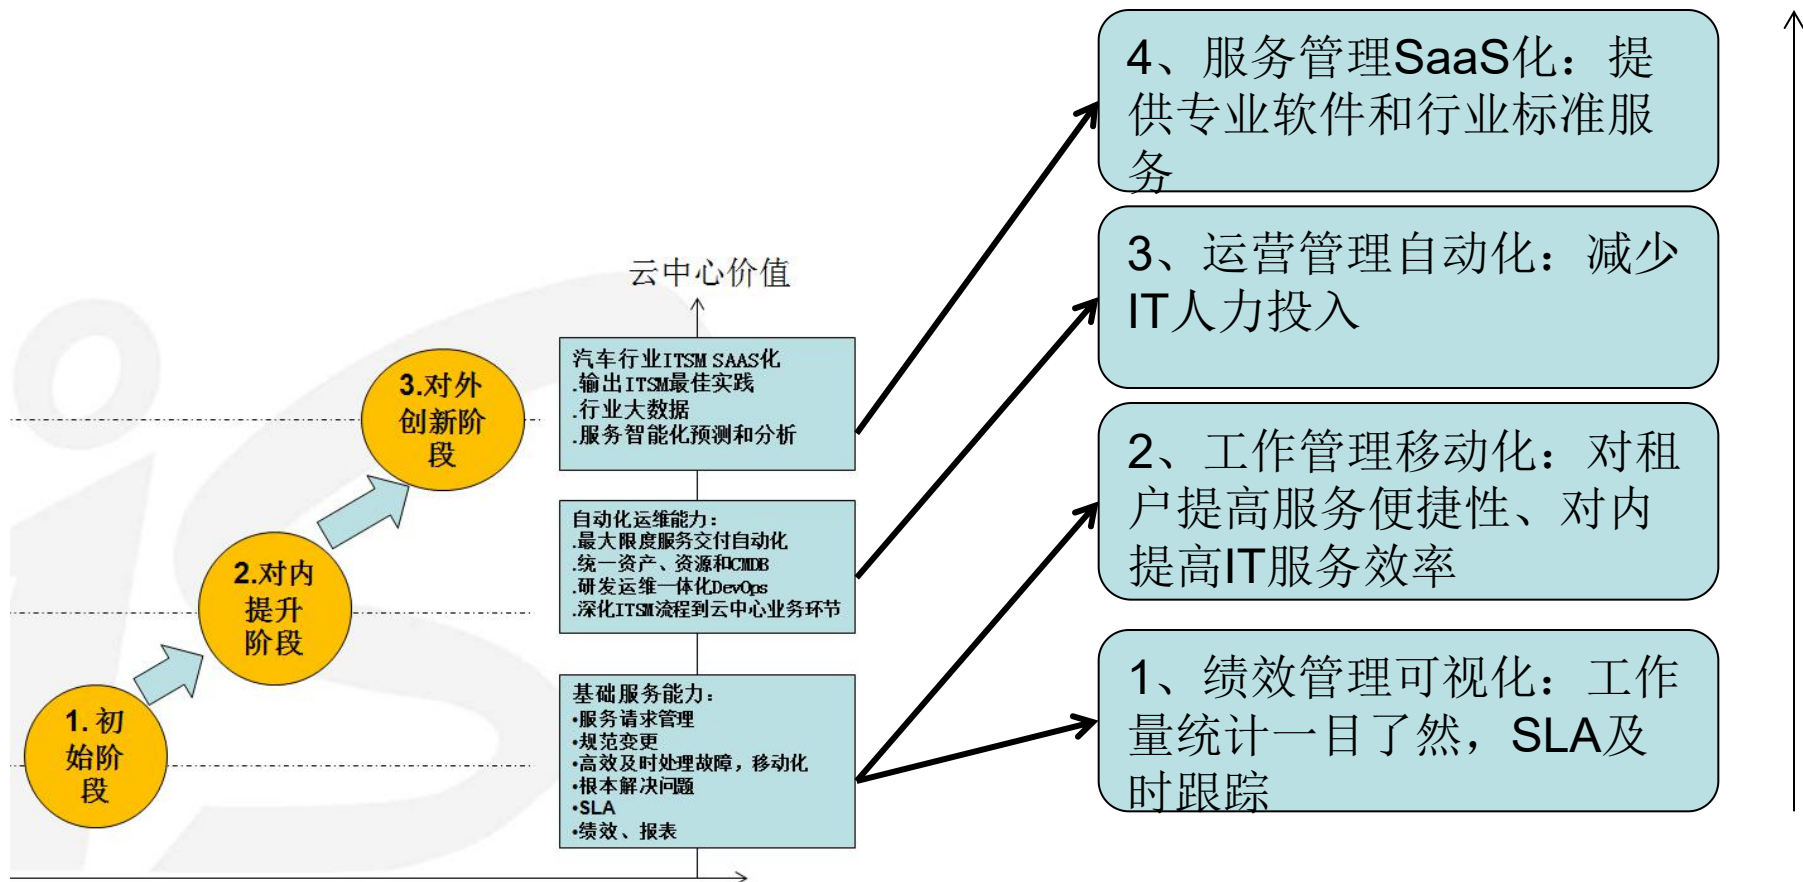 4、服务管理SaaS化：提
供专业软件和行业标准服
务
3、运营管理自动化：减少
IT人力投入
2、工作管理移动化：对租
户提高服务便捷性、对内
提高IT服务效率
1、绩效管理可视化：工作
量统计一目了然，SLA及
时跟踪
云中心价值
汽车行业ITSM SAAS化
.输出ITSM最佳实践
.行业大数据
.服务智能化预测和分析
自动化运维能力：
.最大限度服务交付自动化
.统一资产、资源和CMDB
.研发运维一体化DevOps
.深化ITSM流程到云中心业务环节
基础服务能力：
•服务请求管理
•规范变更
•高效及时处理故障，移动化
•根本解决问题
•SLA
•绩效、报表
3.对外
创新阶
段
2.对内
提升
阶段
1. 初
始阶
段